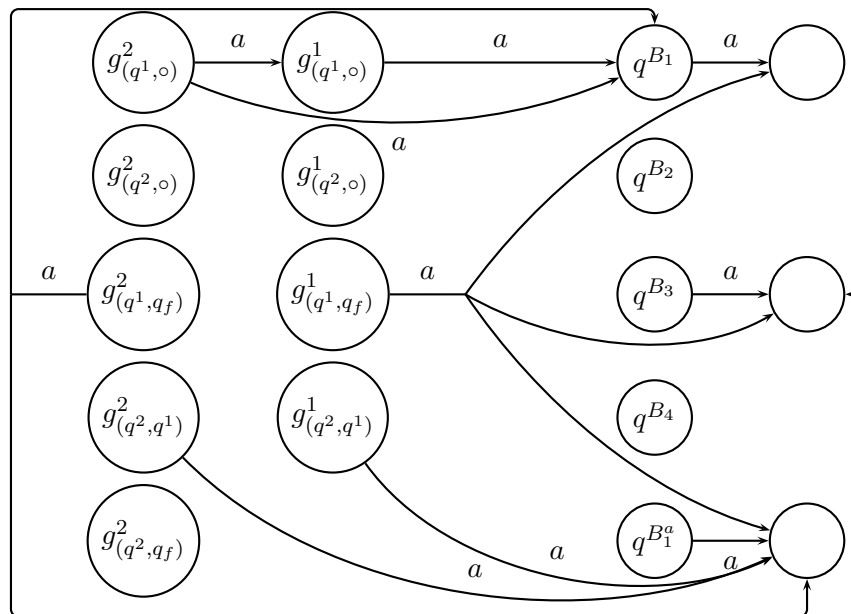 g^2_{(q^1,∘)} a g^1_{(q^1,∘)} a q^{B_1} a
a
g^2_{(q^2,∘)} g^1_{(q^2,∘)} q^{B_2}
a g^2_{(q^1,q_f)} g^1_{(q^1,q_f)} a q^{B_3} a
g^2_{(q^2,q^1)} g^1_{(q^2,q^1)} q^{B_4}
g^2_{(q^2,q_f)} a a q^{B_1^a} a